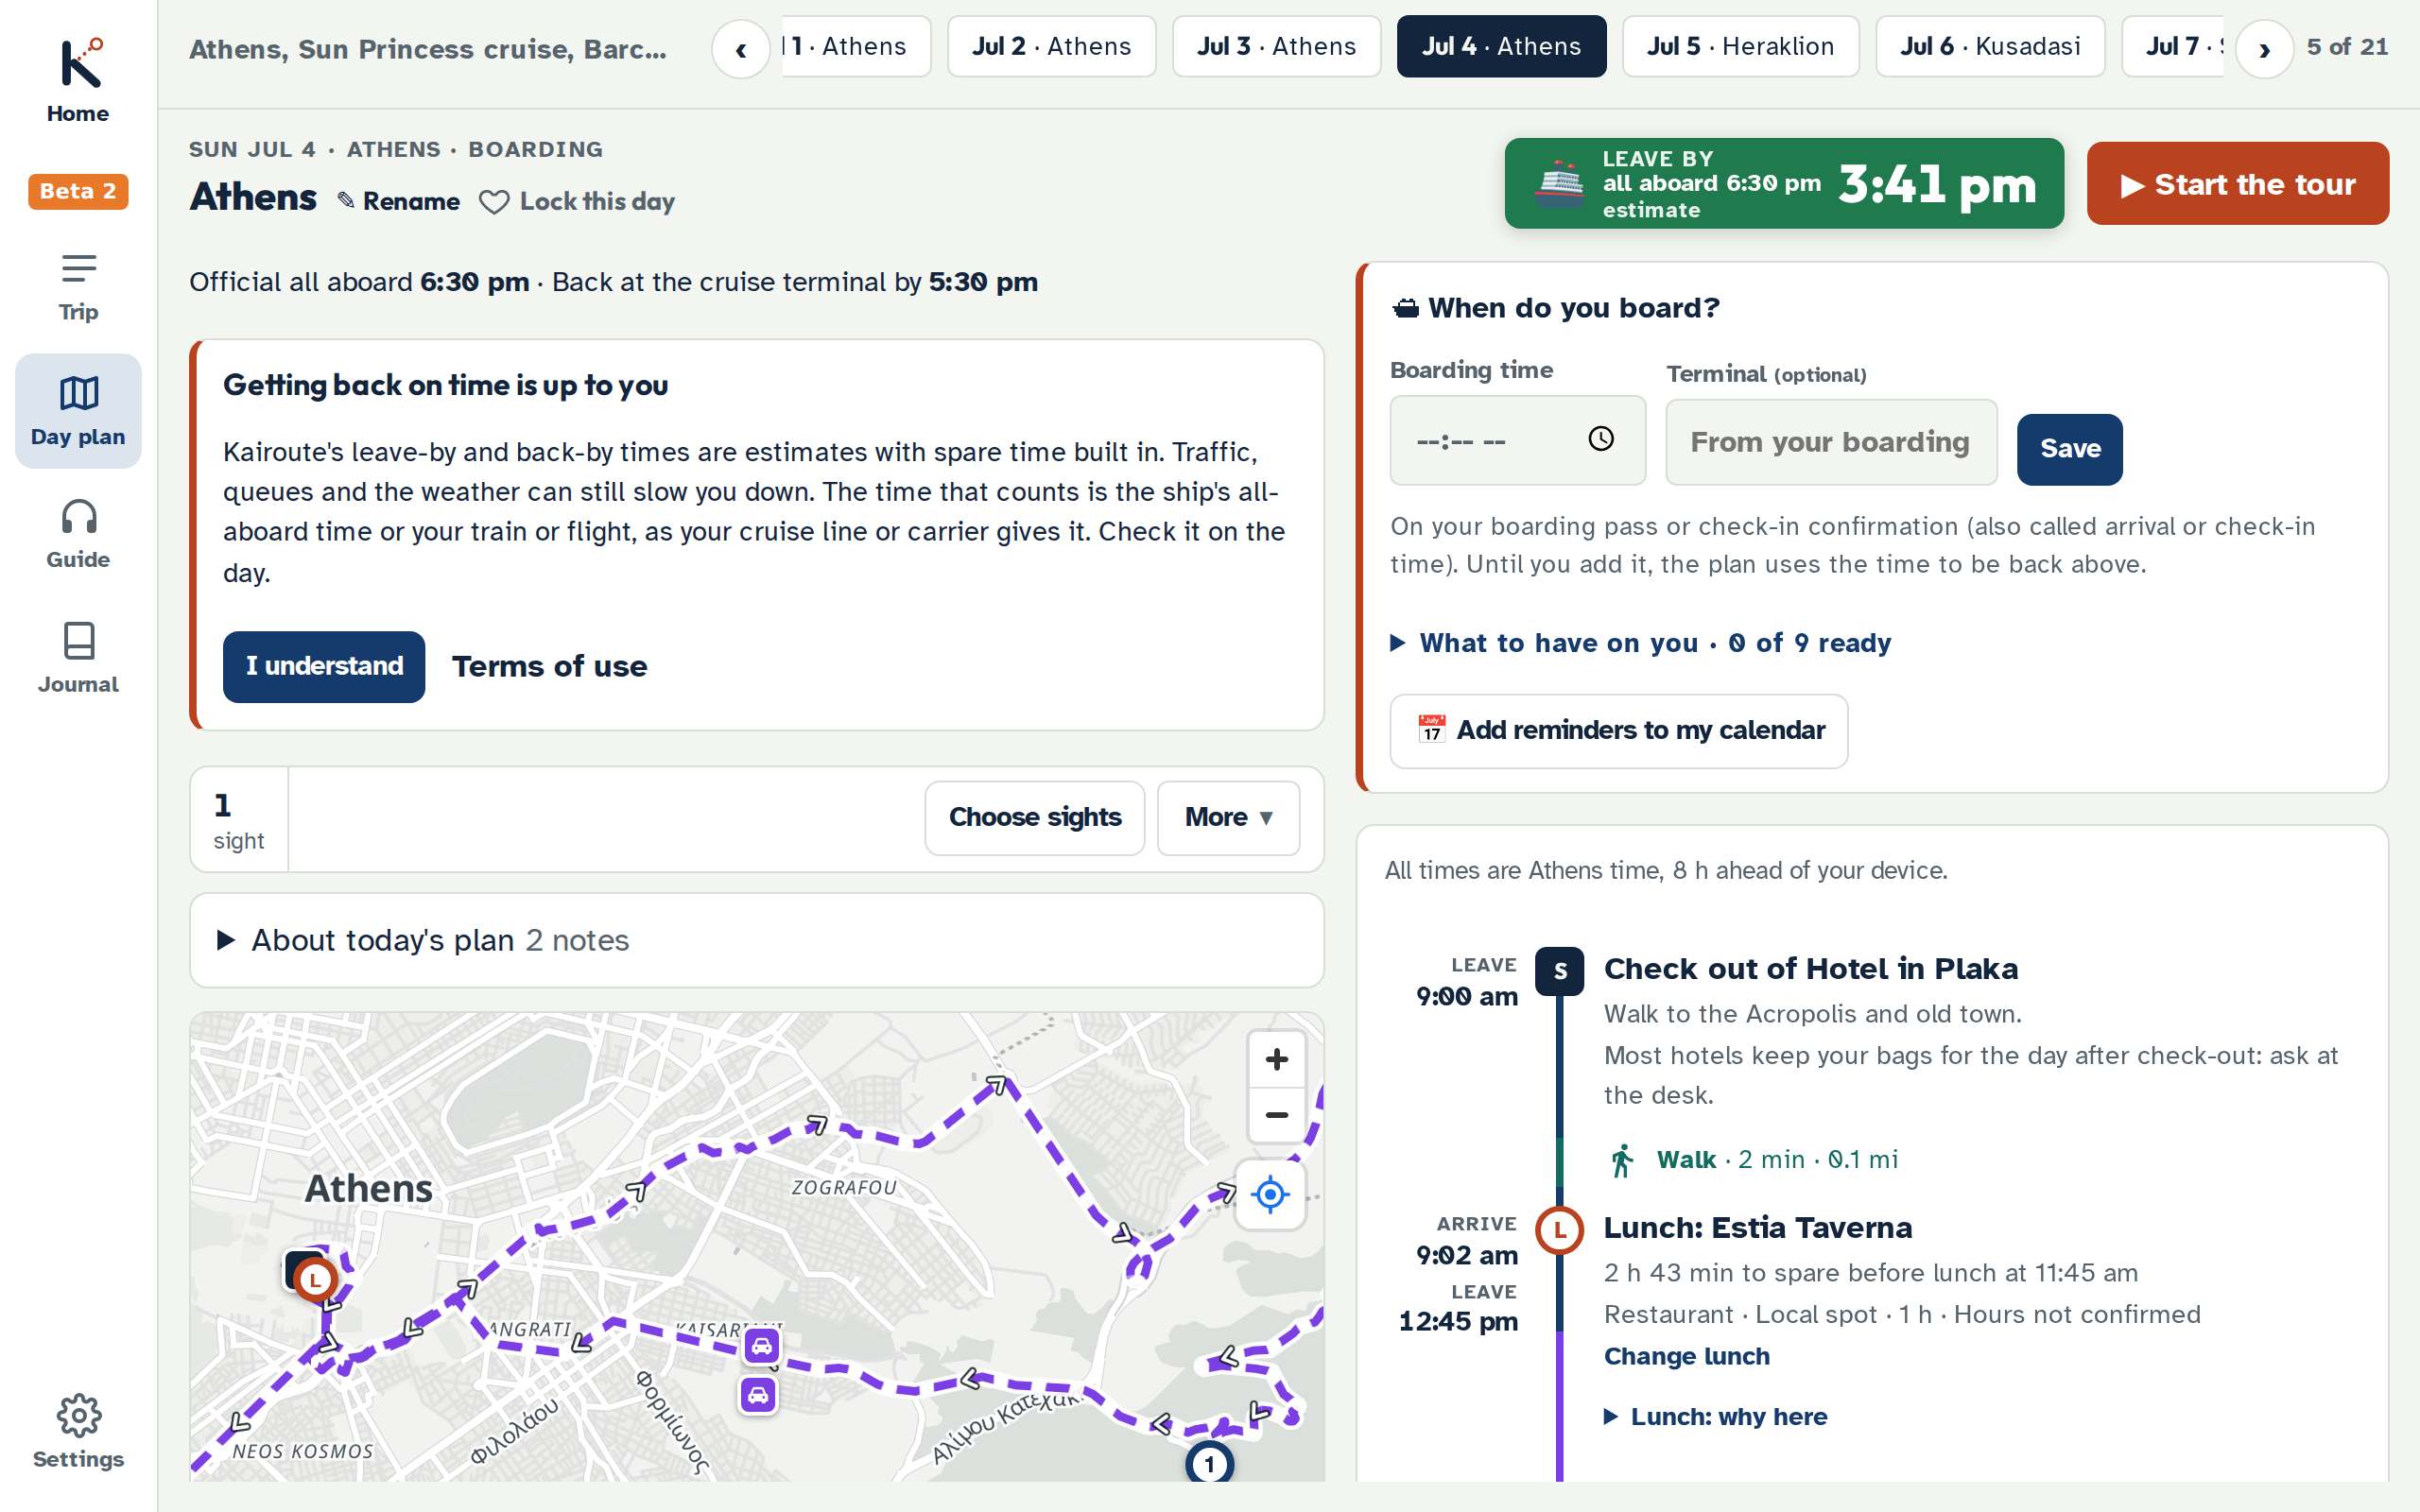 Home
Beta 2
Trip
Day plan
Guide
Journal
Settings
Athens, Sun Princess cruise, Barc…
‹
1 · Athens
Jul 2 · Athens
Jul 3 · Athens
Jul 4 · Athens
Jul 5 · Heraklion
Jul 6 · Kusadasi
Jul 7 ·
›
5 of 21
SUN JUL 4 · ATHENS · BOARDING
Athens
✎ Rename
Lock this day
LEAVE BY
all aboard 6:30 pm
estimate
3:41 pm
▶ Start the tour
Official all aboard 6:30 pm · Back at the cruise terminal by 5:30 pm
Getting back on time is up to you
Kairoute's leave-by and back-by times are estimates with spare time built in. Traffic,
queues and the weather can still slow you down. The time that counts is the ship's all-
aboard time or your train or flight, as your cruise line or carrier gives it. Check it on the
day.
I understand
Terms of use
1
sight
Choose sights
More ▼
▶ About today's plan 2 notes
+
−
Athens
ZOGRAFOU
NEOS KOSMOS
Φιλολάου
Φορμίωνος
Αλίμου
L
1
When do you board?
Boarding time
Terminal (optional)
--:-- --
From your boarding
Save
On your boarding pass or check-in confirmation (also called arrival or check-in
time). Until you add it, the plan uses the time to be back above.
▶ What to have on you · 0 of 9 ready
July
17
Add reminders to my calendar
All times are Athens time, 8 h ahead of your device.
LEAVE
9:00 am
S
Check out of Hotel in Plaka
Walk to the Acropolis and old town.
Most hotels keep your bags for the day after check-out: ask at
the desk.
Walk · 2 min · 0.1 mi
ARRIVE
9:02 am
LEAVE
12:45 pm
L
Lunch: Estia Taverna
2 h 43 min to spare before lunch at 11:45 am
Restaurant · Local spot · 1 h · Hours not confirmed
Change lunch
▶ Lunch: why here